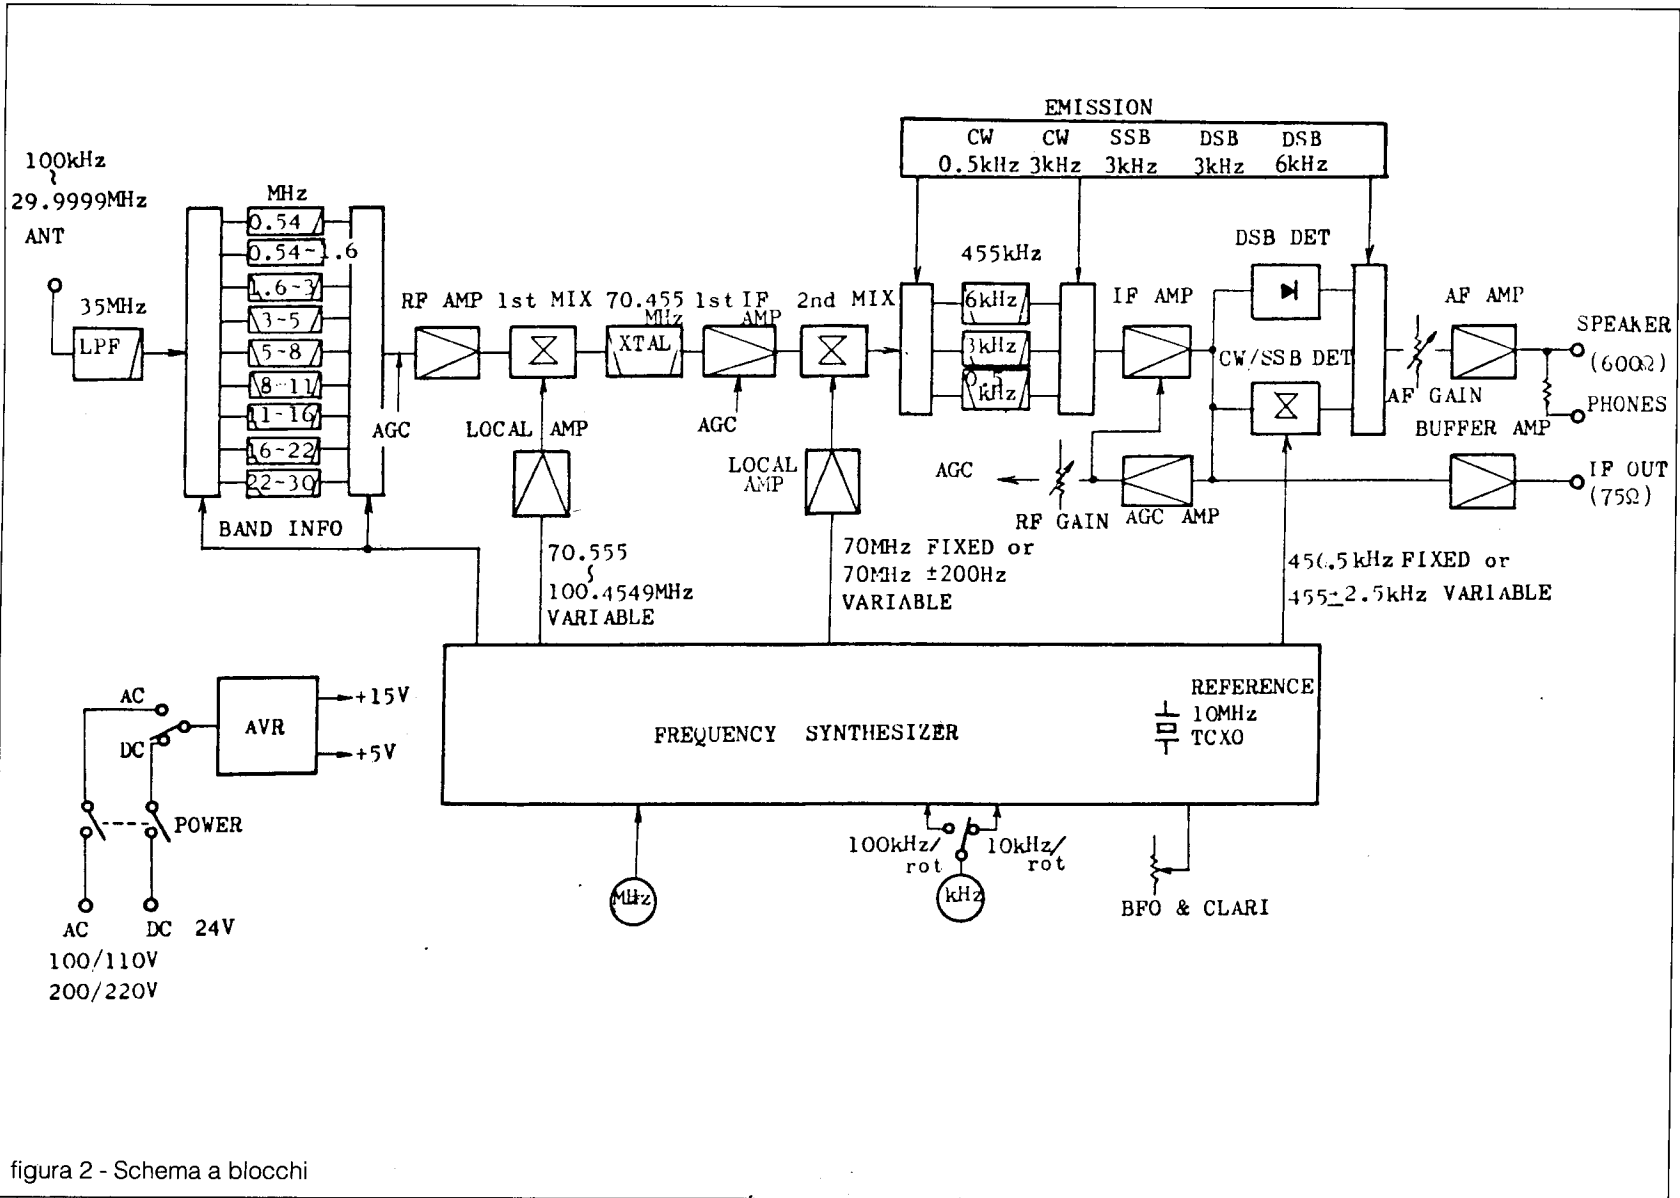 EMISSION
CW CW SSB DSB DSB
0.5kHz 3kHz 3kHz 3kHz 6kHz
100kHz
~
29.9999MHz
ANT
35MHz
LPF
MHz
0.54
0.54~1.6
1.6~3
3~5
5~8
8~11
11~16
16~22
22~30
BAND INFO
AGC
RF AMP
1st MIX
70.455
MHz
XTAL
1st IF
AMP
AGC
2nd MIX
LOCAL AMP
LOCAL
AMP
455kHz
6kHz
3kHz
0.5
kHz
IF AMP
DSB DET
CW/SSB DET
AF AMP
AF GAIN
BUFFER AMP
SPEAKER
(600Ω)
PHONES
IF OUT
(75Ω)
AGC
RF GAIN
AGC AMP
70.555
~
100.4549MHz
VARIABLE
70MHz FIXED or
70MHz ±200Hz
VARIABLE
456.5kHz FIXED or
455±2.5kHz VARIABLE
AC
DC
AVR
+15V
+5V
POWER
AC DC 24V
100/110V
200/220V
FREQUENCY SYNTHESIZER
REFERENCE
10MHz
TCXO
MHz
100kHz/
rot
10kHz/
rot
kHz
BFO & CLARI
figura 2 - Schema a blocchi